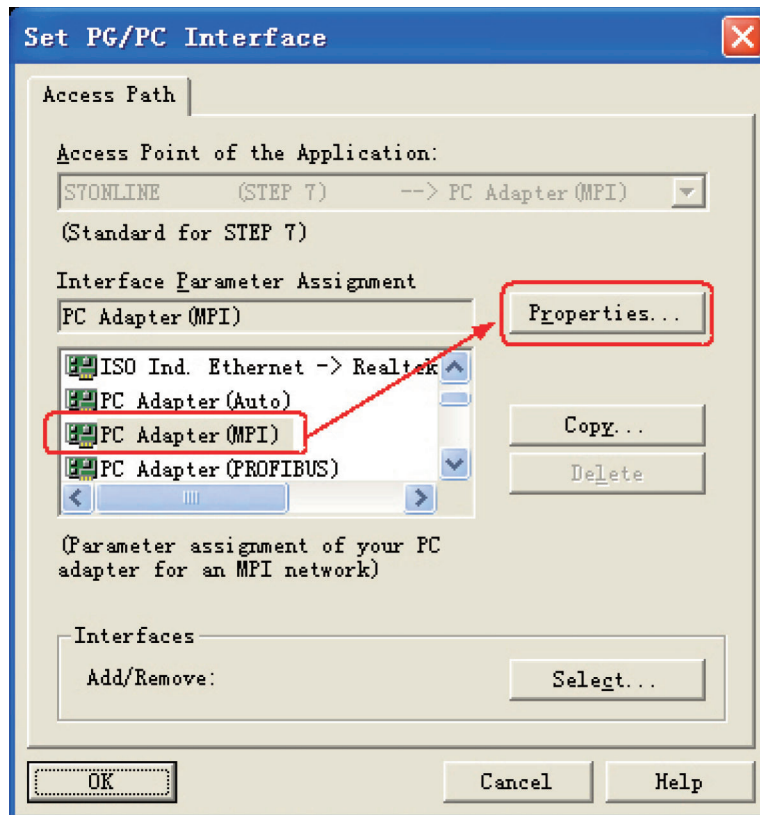 Set PG/PC Interface
Access Path
Access Point of the Application:
S7ONLINE (STEP 7) --> PC Adapter(MPI)
(Standard for STEP 7)
Interface Parameter Assignment
PC Adapter(MPI)
Properties...
ISO Ind. Ethernet -> Realtek
PC Adapter(Auto)
PC Adapter(MPI)
PC Adapter(PROFIBUS)
Copy...
Delete
(Parameter assignment of your PC
adapter for an MPI network)
Interfaces
Add/Remove:
Select...
OK
Cancel
Help